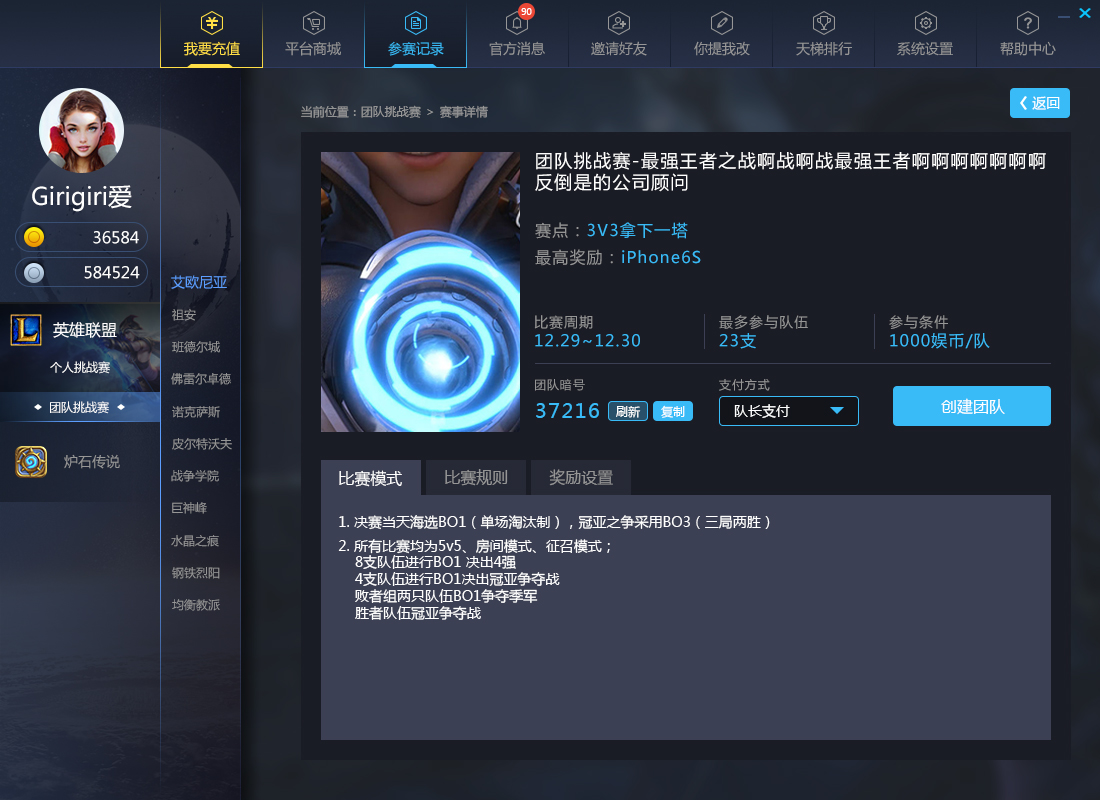 我要充值
平台商城
参赛记录
官方消息
90
邀请好友
你提我改
天梯排行
系统设置
帮助中心
Girigiri爱
36584
584524
英雄联盟
个人挑战赛
团队挑战赛
炉石传说
艾欧尼亚
祖安
班德尔城
佛雷尔卓德
诺克萨斯
皮尔特沃夫
战争学院
巨神峰
水晶之痕
钢铁烈阳
均衡教派
当前位置：团队挑战赛 > 赛事详情
返回
团队挑战赛-最强王者之战啊战啊战最强王者啊啊啊啊啊啊啊
反倒是的公司顾问
赛点：3V3拿下一塔
最高奖励：iPhone6S
比赛周期
12.29~12.30
最多参与队伍
23支
参与条件
1000娱币/队
团队暗号
37216 刷新 复制
支付方式
队长支付
创建团队
比赛模式
比赛规则
奖励设置
1. 决赛当天海选BO1（单场淘汰制），冠亚之争采用BO3（三局两胜）
2. 所有比赛均为5v5、房间模式、征召模式；
8支队伍进行BO1 决出4强
4支队伍进行BO1决出冠亚争夺战
败者组两只队伍BO1争夺季军
胜者队伍冠亚争夺战